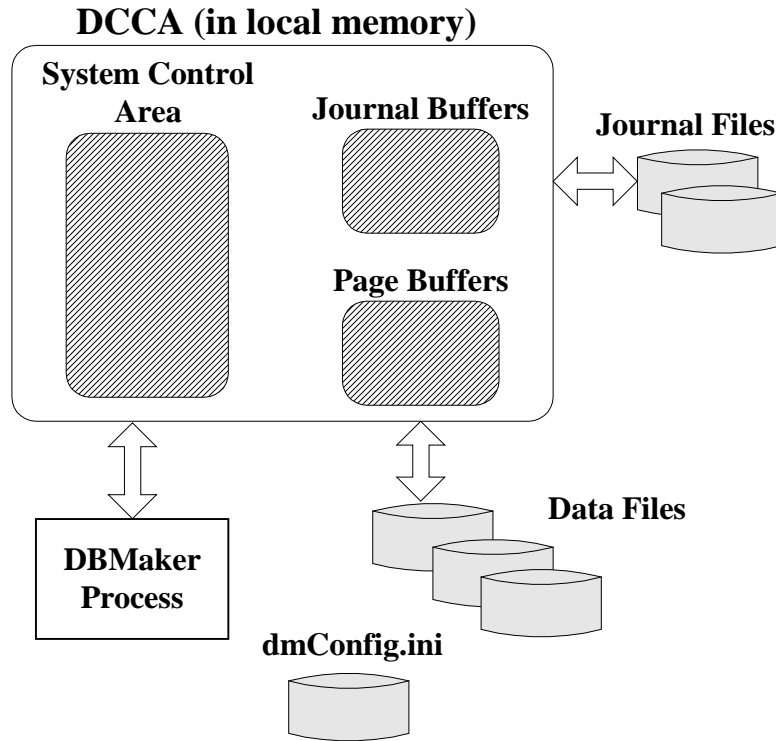 DCCA (in local memory)
System Control
Area
Journal Buffers
Journal Files
Page Buffers
Data Files
DBMaker
Process
dmConfig.ini